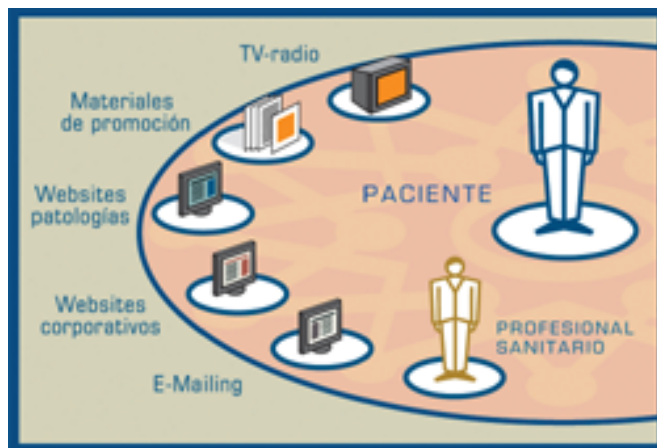 TV-radio
Materiales
de promoción
Websites
patologías
PACIENTE
Websites
corporativos
PROFESIONAL
SANITARIO
E-Mailing